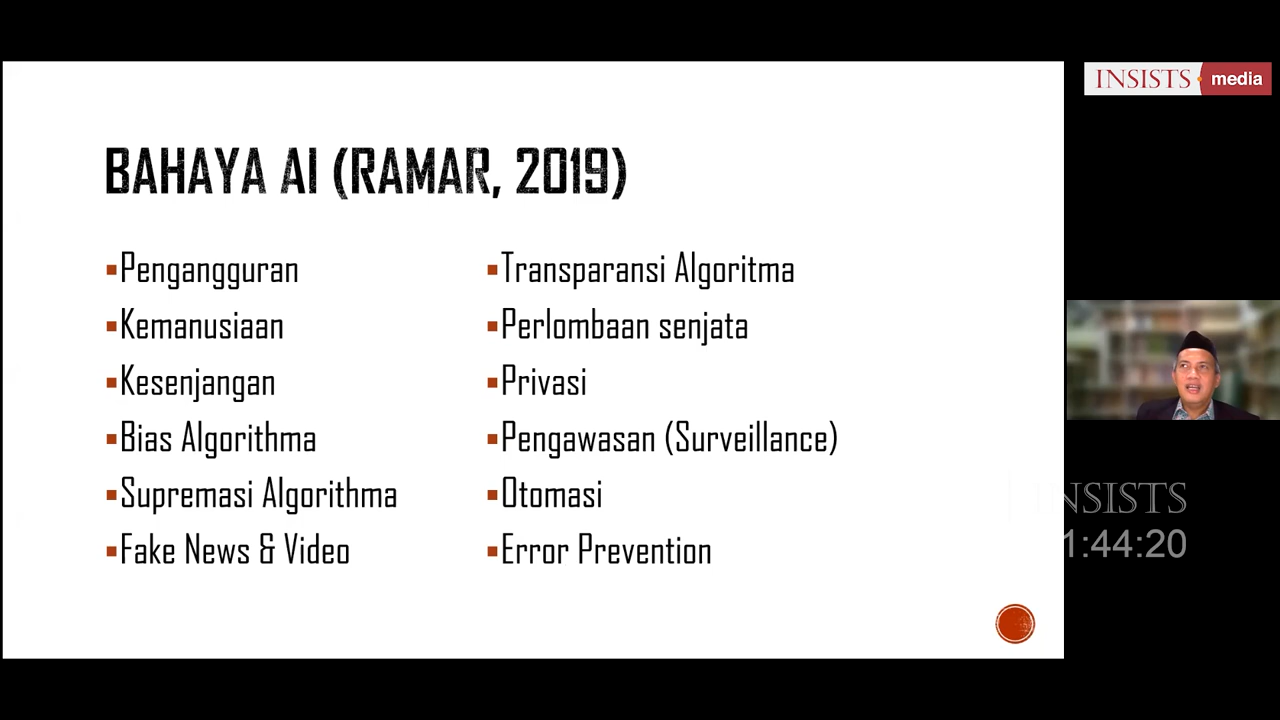 INSISTS media
BAHAYA AI (RAMAR, 2019)
Pengangguran
Kemanusiaan
Kesenjangan
Bias Algorithma
Supremasi Algorithma
Fake News & Video
Transparansi Algoritma
Perlombaan senjata
Privasi
Pengawasan (Surveillance)
Otomasi
Error Prevention
INSISTS
1:44:20